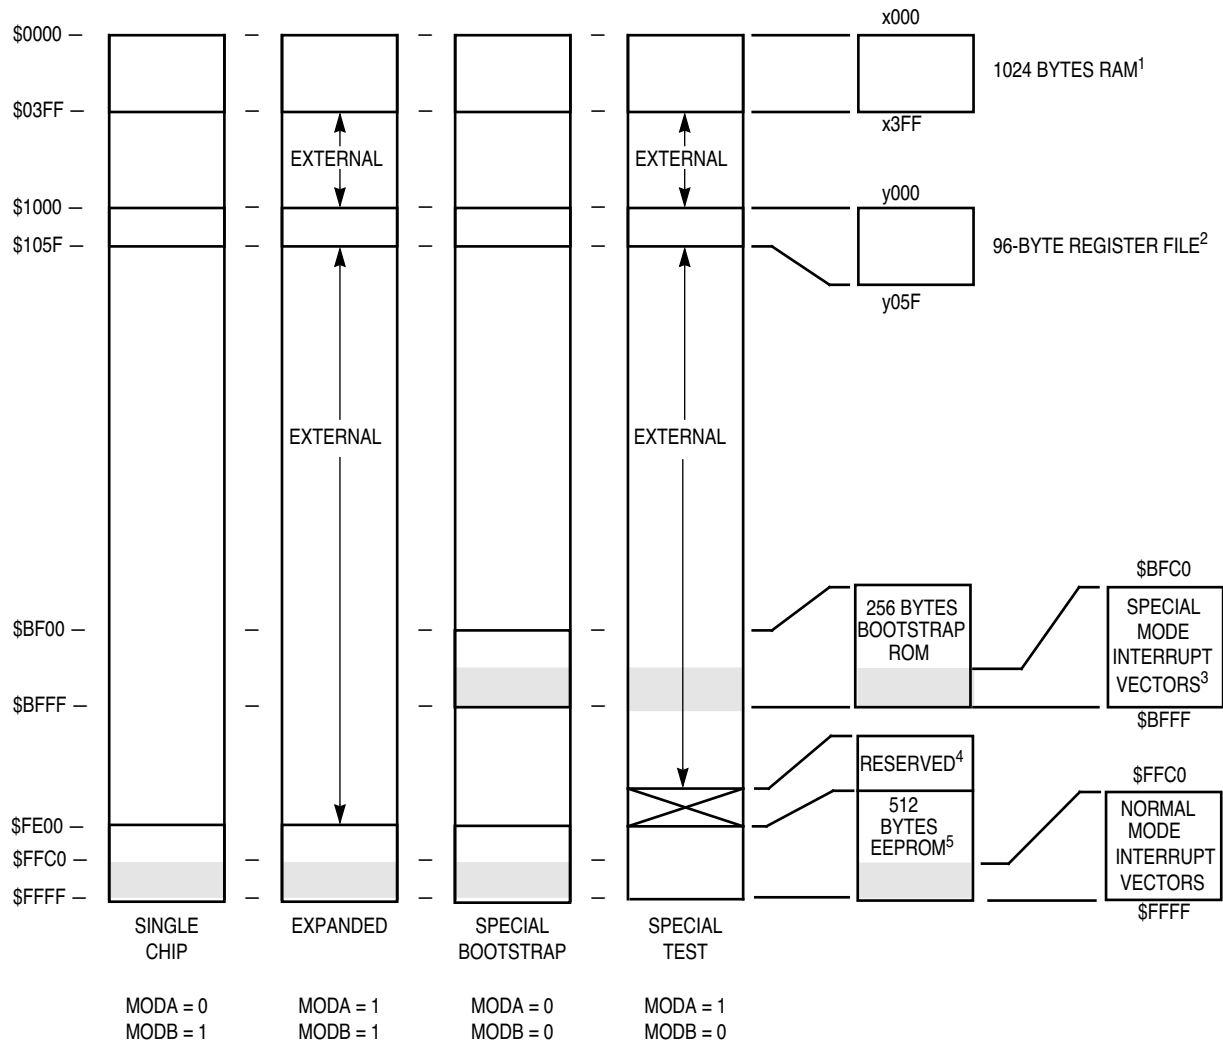 $0000
x000
1024 BYTES RAM1
$03FF
x3FF
EXTERNAL
EXTERNAL
$1000
y000
$105F
96-BYTE REGISTER FILE2
y05F
EXTERNAL
EXTERNAL
$BFC0
256 BYTES
BOOTSTRAP
ROM
SPECIAL
MODE
INTERRUPT
VECTORS3
$BF00
$BFFF
$BFFF
RESERVED4
$FFC0
512
BYTES
EEPROM5
NORMAL
MODE
INTERRUPT
VECTORS
$FE00
$FFC0
$FFFF
$FFFF
SINGLE
CHIP
EXPANDED
SPECIAL
BOOTSTRAP
SPECIAL
TEST
MODA = 0
MODB = 1
MODA = 1
MODB = 1
MODA = 0
MODB = 0
MODA = 1
MODB = 0